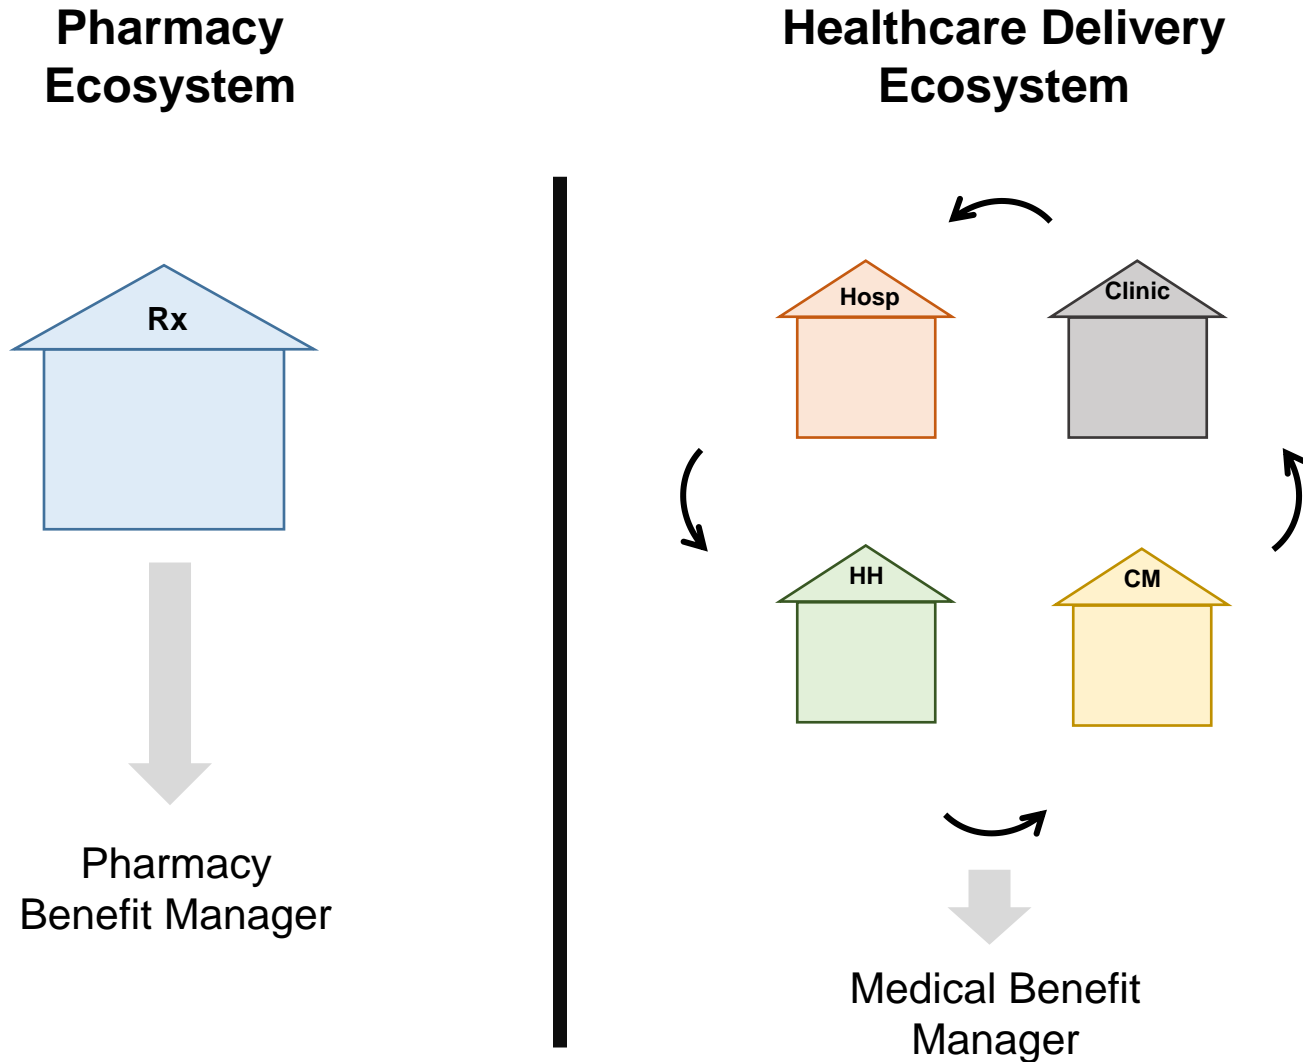 Pharmacy
Ecosystem
Healthcare Delivery
Ecosystem
Rx
Hosp
Clinic
HH
CM
Pharmacy
Benefit Manager
Medical Benefit
Manager